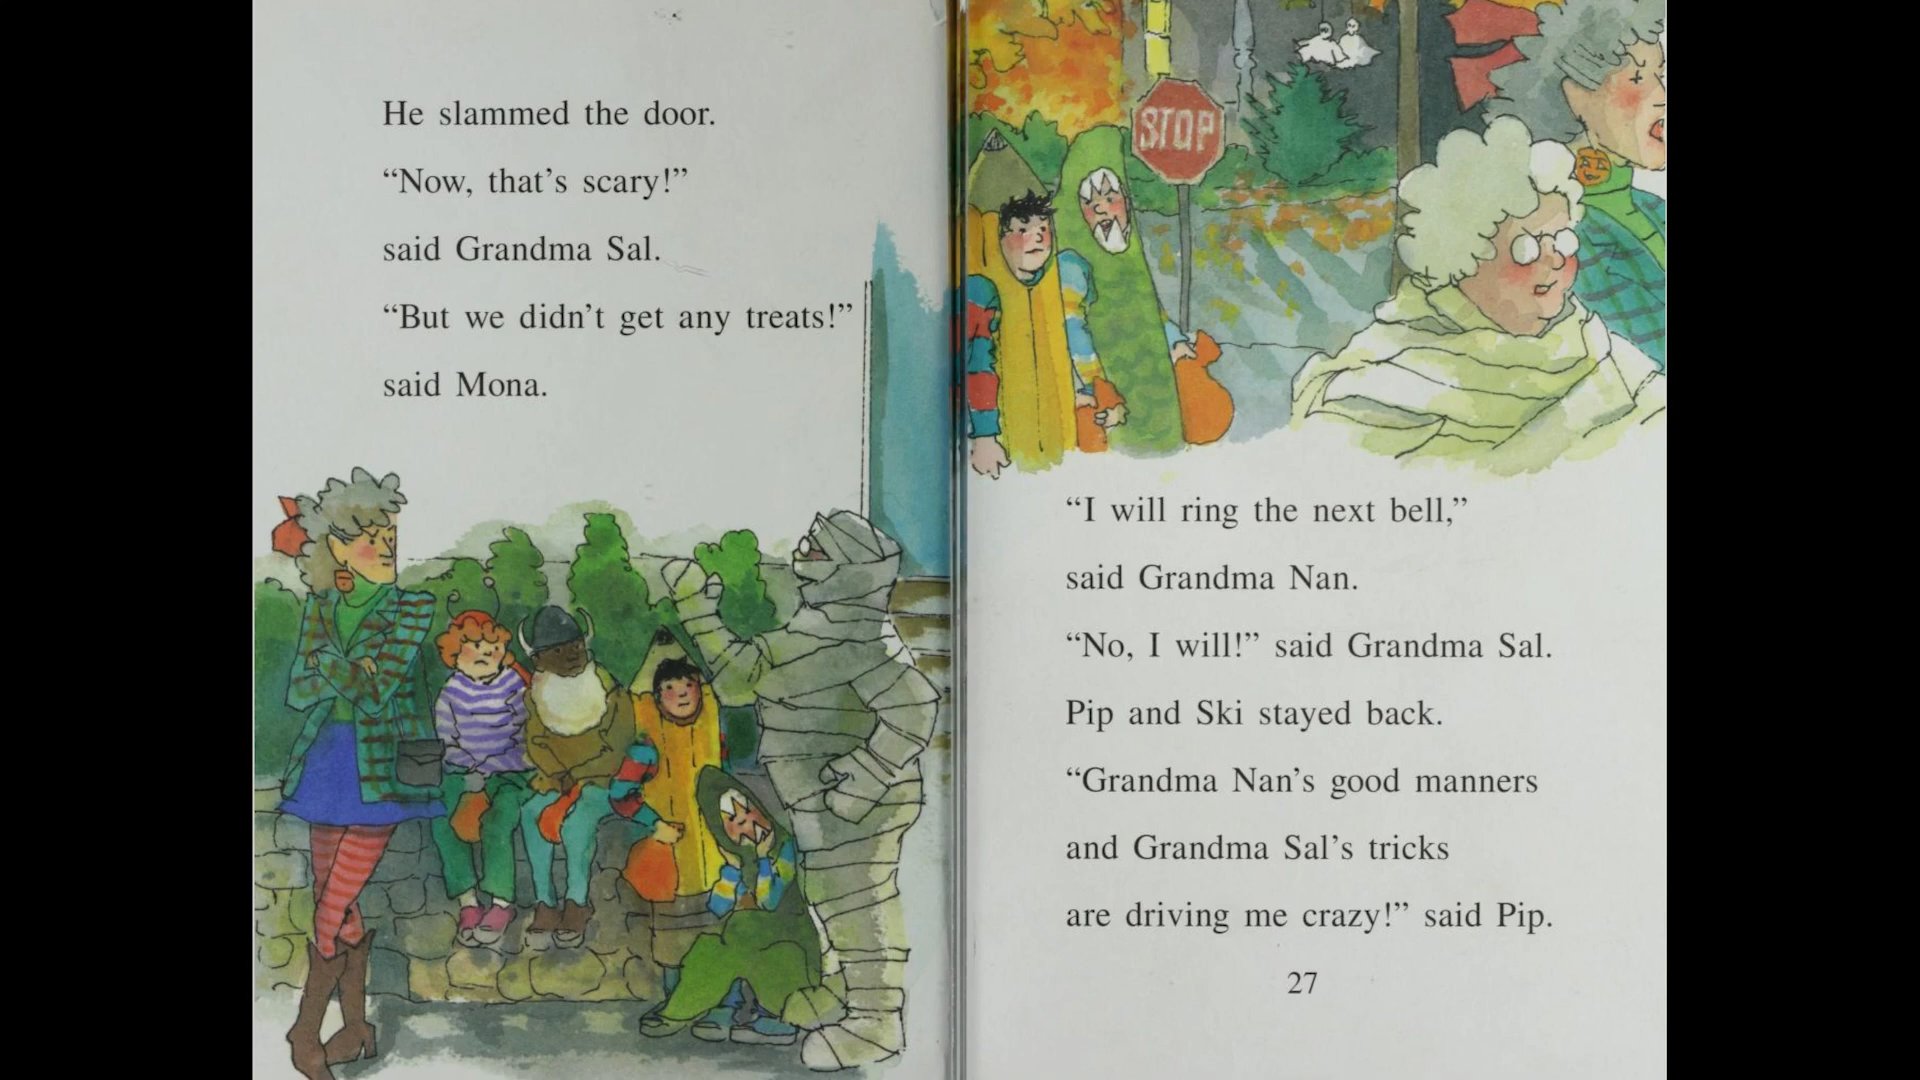 He slammed the door.
“Now, that’s scary!”
said Grandma Sal.
“But we didn’t get any treats!”
said Mona.
STOP
“I will ring the next bell,”
said Grandma Nan.
“No, I will!” said Grandma Sal.
Pip and Ski stayed back.
“Grandma Nan’s good manners
and Grandma Sal’s tricks
are driving me crazy!” said Pip.
27